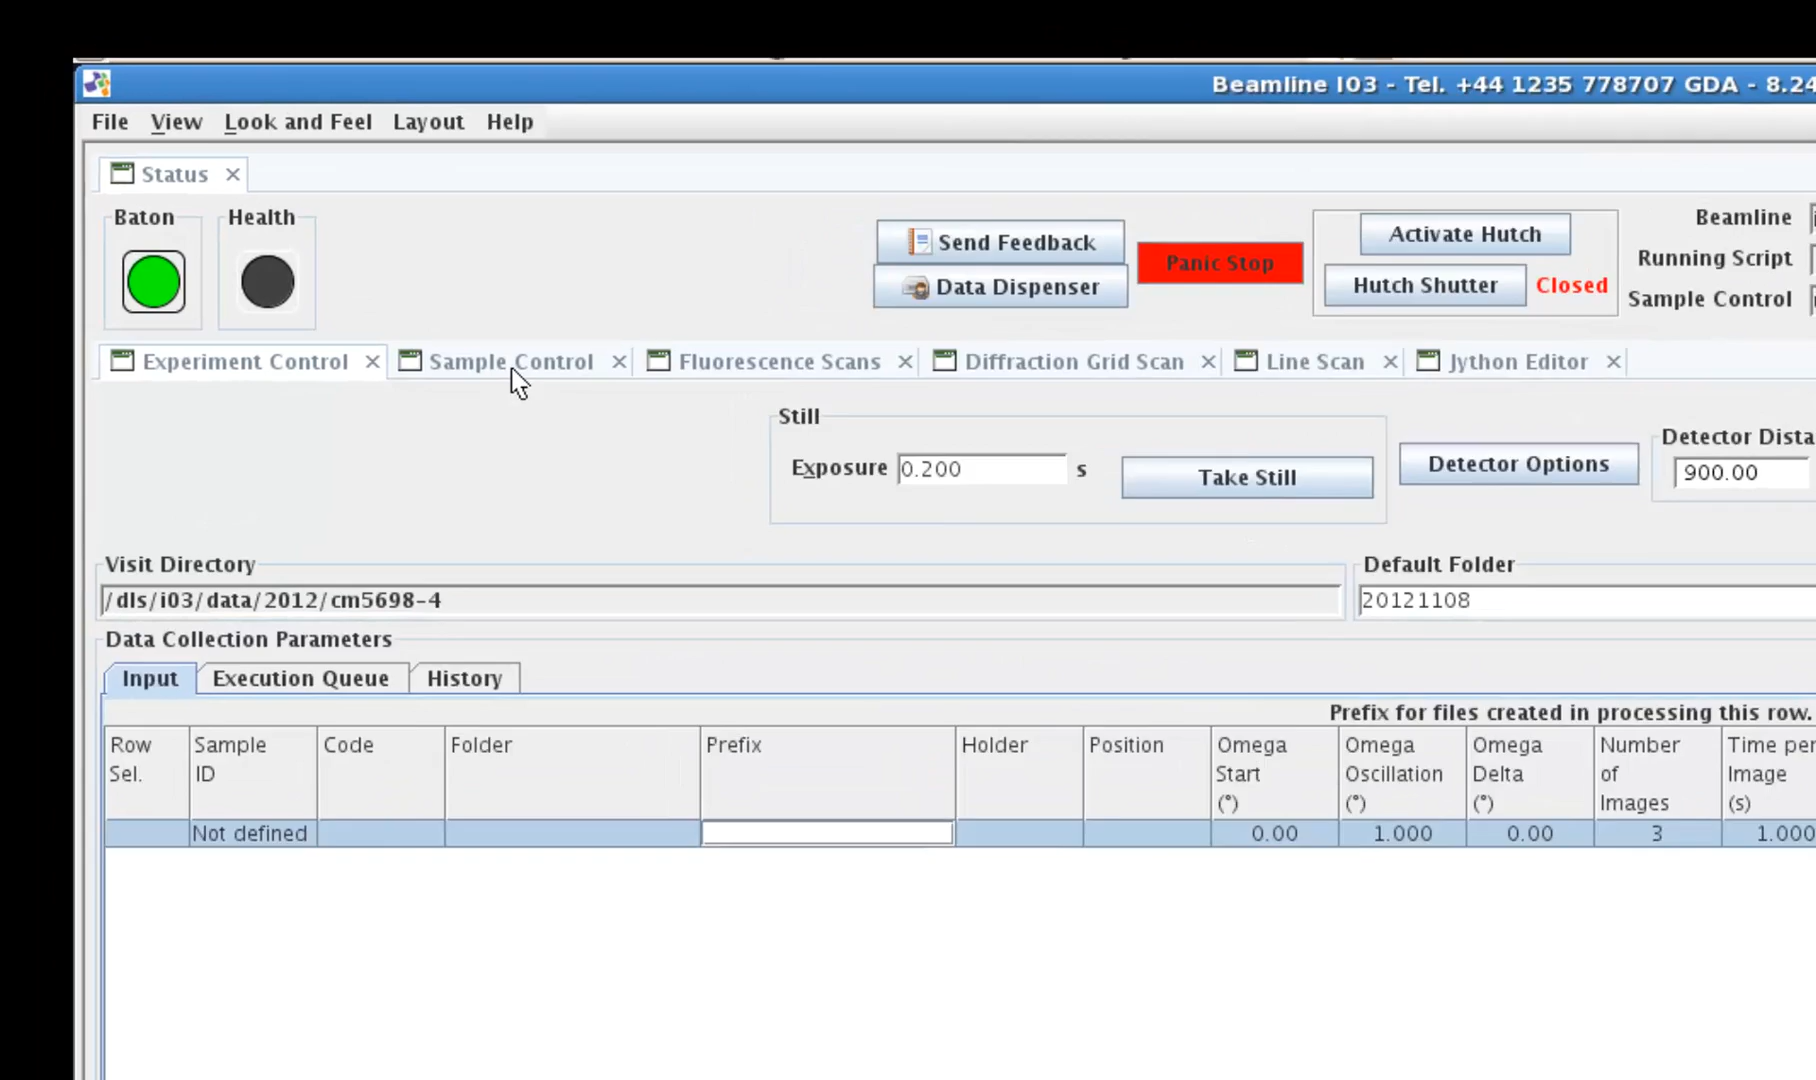 Beamline I03 - Tel. +44 1235 778707 GDA - 8.24
File View Look and Feel Layout Help
Status
Baton Health
Send Feedback
Data Dispenser
Panic Stop
Activate Hutch
Hutch Shutter Closed
Beamline
Running Script
Sample Control
Experiment Control Sample Control Fluorescence Scans Diffraction Grid Scan Line Scan Jython Editor
Still
Exposure 0.200 s Take Still
Detector Options
Detector Dista
900.00
Visit Directory
/dls/i03/data/2012/cm5698-4
Default Folder
20121108
Data Collection Parameters
Input Execution Queue History
Prefix for files created in processing this row.
Row Sel. Sample ID Code Folder Prefix Holder Position Omega Start (°) Omega Oscillation (°) Omega Delta (°) Number of Images Time per Image (s)
Not defined 0.00 1.000 0.00 3 1.000